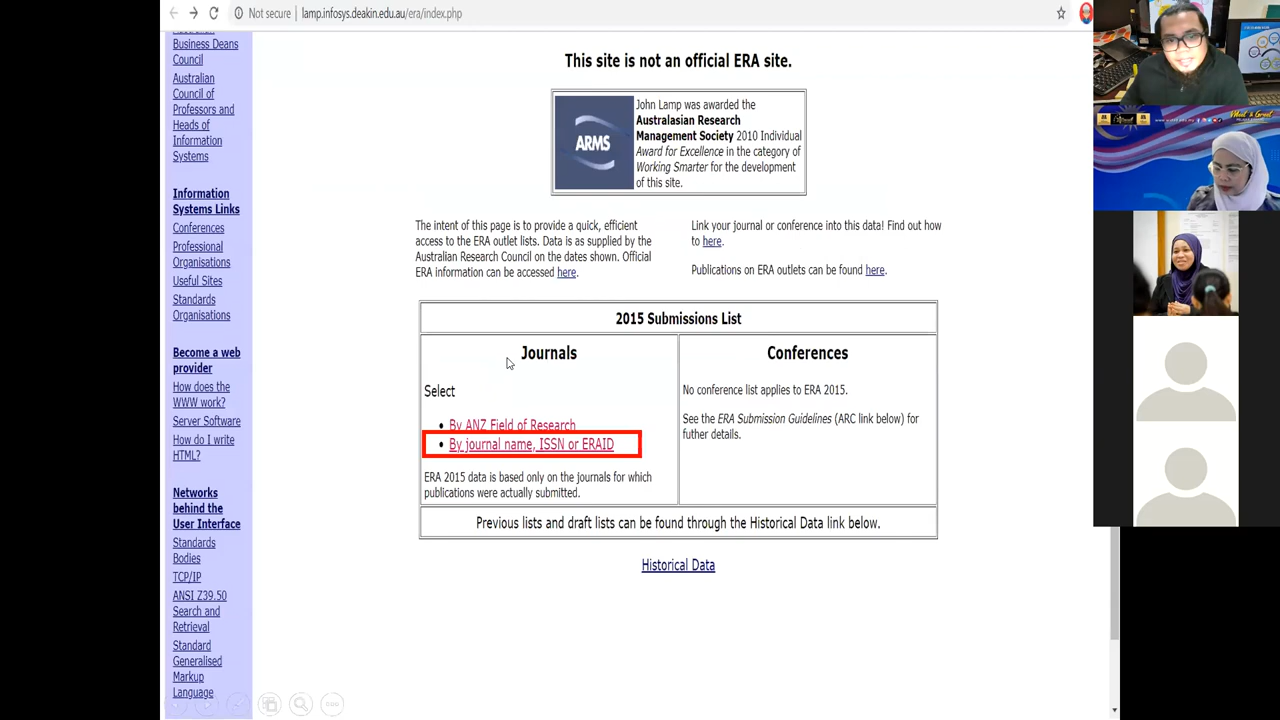 Not secure | lamp.infosys.deakin.edu.au/era/index.php
Business Deans
Council
Australian
Council of
Professors and
Heads of
Information
Systems
Information
Systems Links
Conferences
Professional
Organisations
Useful Sites
Standards
Organisations
Become a web
provider
How does the
WWW work?
Server Software
How do I write
HTML?
Networks
behind the
User Interface
Standards
Bodies
TCP/IP
ANSI Z39.50
Search and
Retrieval
Standard
Generalised
Markup
Language
This site is not an official ERA site.
ARMS
John Lamp was awarded the
Australasian Research
Management Society 2010 Individual
Award for Excellence in the category of
Working Smarter for the development
of this site.
The intent of this page is to provide a quick, efficient
access to the ERA outlet lists. Data is as supplied by the
Australian Research Council on the dates shown. Official
ERA information can be accessed here.
Link your journal or conference into this data! Find out how
to here.
Publications on ERA outlets can be found here.
2015 Submissions List
Journals
Select
• By ANZ Field of Research
• By journal name, ISSN or ERAID
ERA 2015 data is based only on the journals for which
publications were actually submitted.
Conferences
No conference list applies to ERA 2015.
See the ERA Submission Guidelines (ARC link below) for
futher details.
Previous lists and draft lists can be found through the Historical Data link below.
Historical Data